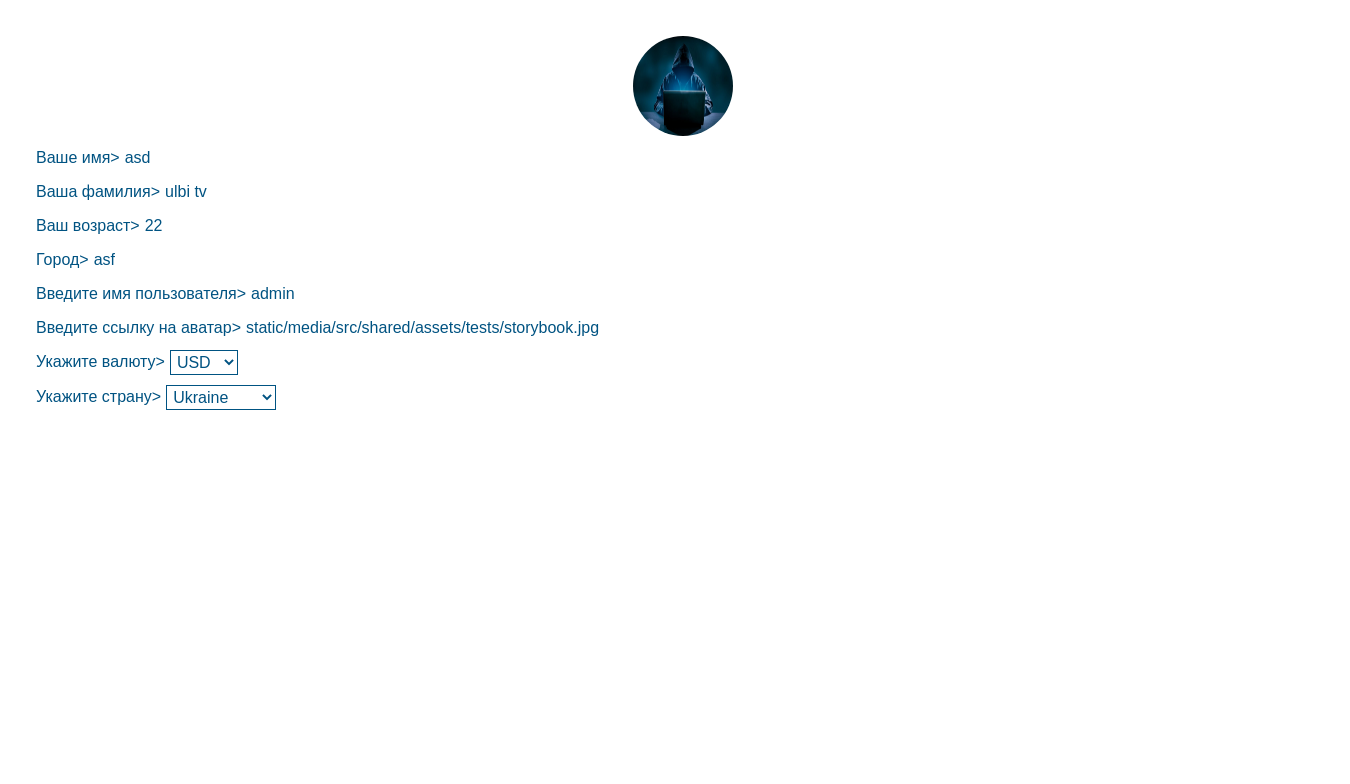 Ваше имя> asd
Ваша фамилия> ulbi tv
Ваш возраст> 22
Город> asf
Введите имя пользователя> admin
Введите ссылку на аватар> static/media/src/shared/assets/tests/storybook.jpg
Укажите валюту> USD
Укажите страну> Ukraine